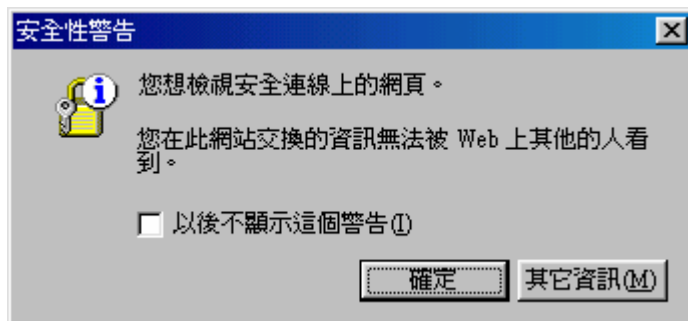 安全性警告
您想檢視安全連線上的網頁。
您在此網站交換的資訊無法被 Web 上其他的人看
到。
以後不顯示這個警告(I)
確定
其它資訊(M)